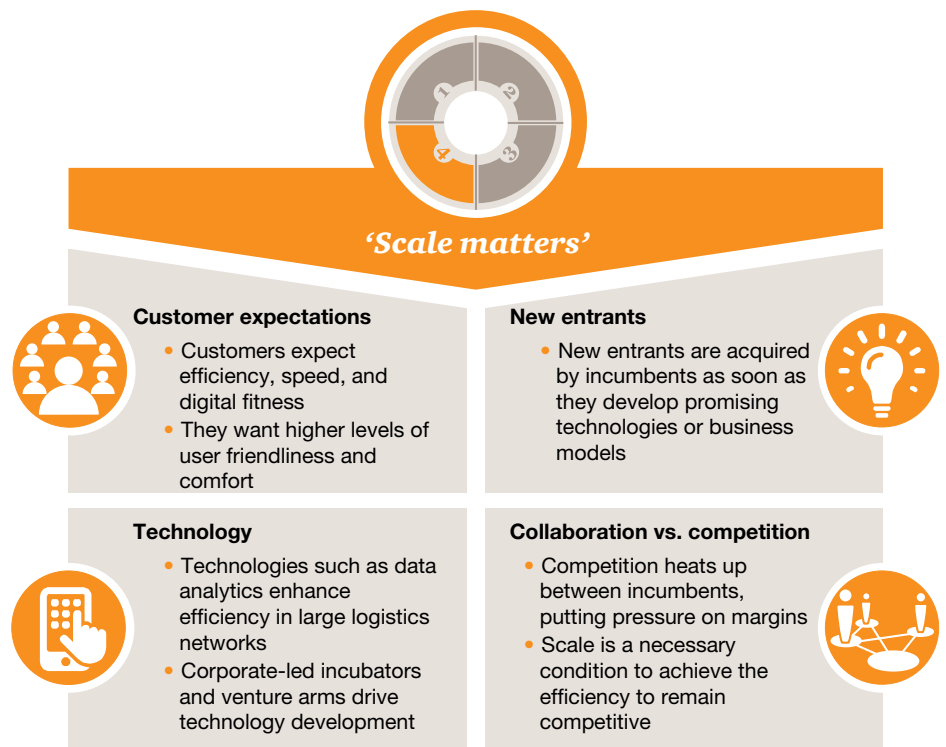 1
2
4
3
‘Scale matters’
Customer expectations
• Customers expect
efficiency, speed, and
digital fitness
• They want higher levels of
user friendliness and
comfort
New entrants
• New entrants are acquired
by incumbents as soon as
they develop promising
technologies or business
models
Technology
• Technologies such as data
analytics enhance
efficiency in large logistics
networks
• Corporate-led incubators
and venture arms drive
technology development
Collaboration vs. competition
• Competition heats up
between incumbents,
putting pressure on margins
• Scale is a necessary
condition to achieve the
efficiency to remain
competitive